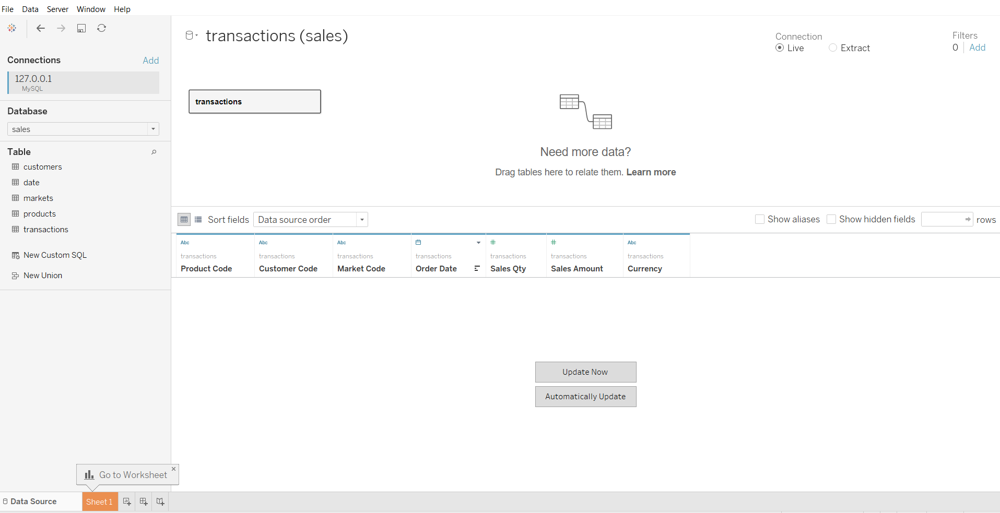 File Data Server Window Help
transactions (sales)
Connection
Live Extract
Filters
0 Add
Connections Add
127.0.0.1
MySQL
Database
sales
Table
customers
date
markets
products
transactions
New Custom SQL
New Union
transactions
Need more data?
Drag tables here to relate them. Learn more
Sort fields Data source order Show aliases Show hidden fields rows
Abc Abc Abc # # Abc
transactions transactions transactions transactions transactions transactions transactions
Product Code Customer Code Market Code Order Date Sales Qty Sales Amount Currency
Update Now
Automatically Update
Go to Worksheet
Data Source Sheet 1